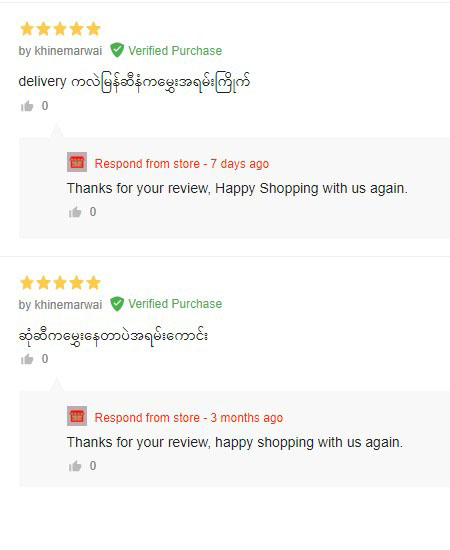 by khinemarwai Verified Purchase
delivery ကလဲမြန်ဆီနံကမွှေးအရမ်းကြိုက်
0
Respond from store - 7 days ago
Thanks for your review, Happy Shopping with us again.
0
by khinemarwai Verified Purchase
ဆုံဆီကမွှေးနေတာပဲအရမ်းကောင်း
0
Respond from store - 3 months ago
Thanks for your review, happy shopping with us again.
0